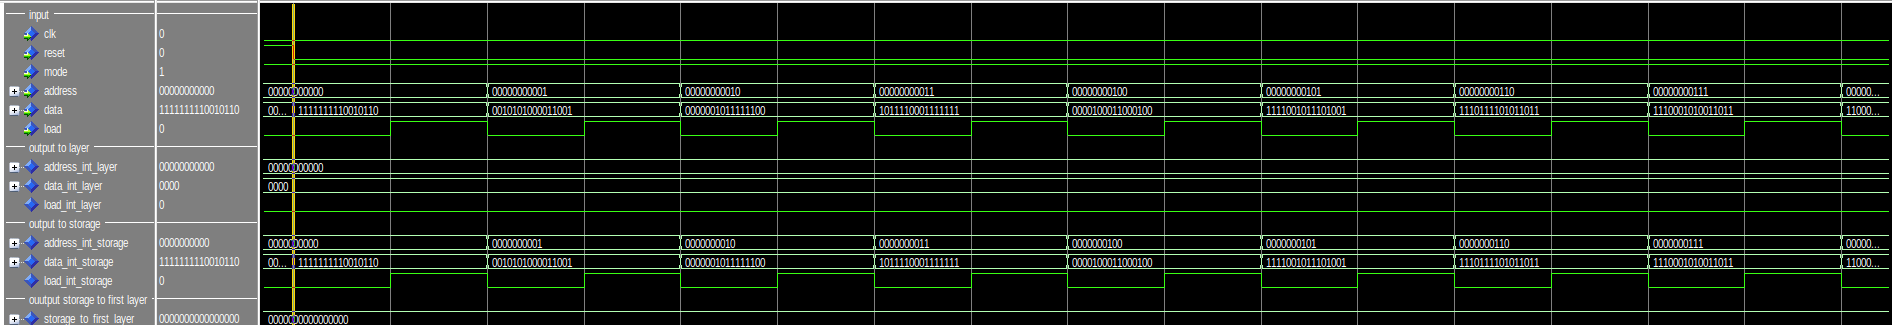 input
clk 0
reset 0
mode 1
address 00000000000 00000000000 00000000001 00000000010 00000000011 00000000100 00000000101 00000000110 00000000111 00000...
data 1111111110010110 00... 1111111110010110 0010101000011001 0000001011111100 1011110001111111 0000100011000100 1111001011101001 1110111101011011 1110001010011011 11000...
load 0
output to layer
address_int_layer 00000000000 00000000000
data_int_layer 0000 0000
load_int_layer 0
output to storage
address_int_storage 0000000000 0000000000 0000000001 0000000010 0000000011 0000000100 0000000101 0000000110 0000000111 00000...
data_int_storage 1111111110010110 00... 1111111110010110 0010101000011001 0000001011111100 1011110001111111 0000100011000100 1111001011101001 1110111101011011 1110001010011011 11000...
load_int_storage 0
ouutput storage to first layer
storage_to_first_layer 0000000000000000 0000000000000000